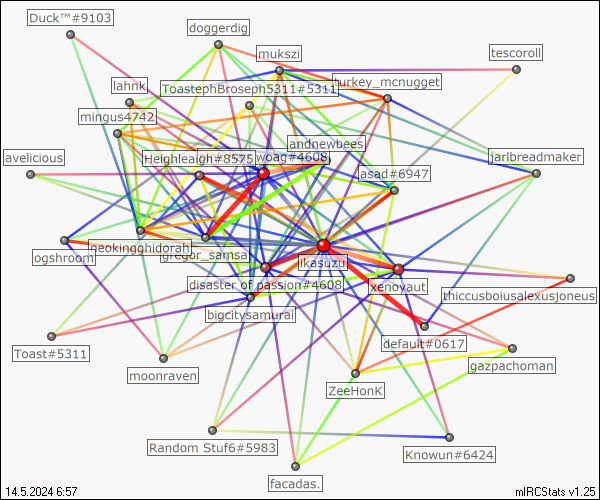 Duck™#9103
doggerdig
mukszi
tescoroll
lahnk
ToastephBroseph5311#5311
turkey_mcnugget
mingus4742
andnewbees
avelicious
Heighleaigh#8575
woag#4608
jarlbreadmaker
asad#6947
ogshroom
neokingghidorah
gregor_samsa
ikasuzu
disaster of passion#4608
xenoyaut
thiccusboiusalexusjoneus
bigcitysamurai
Toast#5311
default#0617
moonraven
gazpachoman
ZeeHonK
Random Stuf6#5983
Knowun#6424
facadas.
14.5.2024 6:57
mIRCStats v1.25